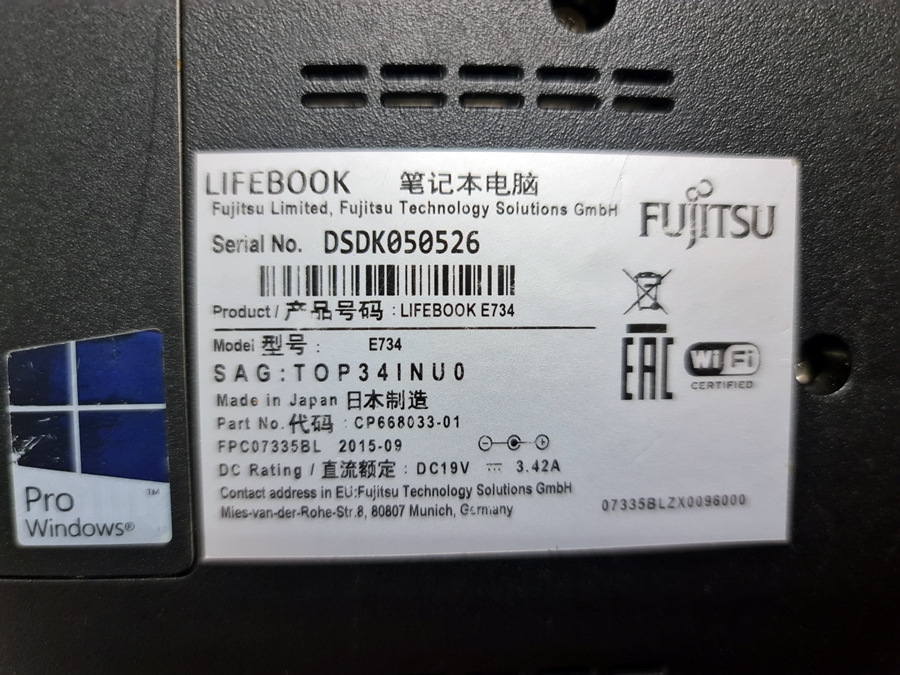 LIFEBOOK 笔记本电脑
Fujitsu Limited, Fujitsu Technology Solutions GmbH
FUJITSU
Serial No. DSDK050526
Product / 产品号码 : LIFEBOOK E734
Model 型号 : E734
SAG:TOP34INU0
EAC
Wi Fi
CERTIFIED
Made in Japan 日本制造
Part No. 代码 : CP668033-01
FPC07335BL 2015-09
DC Rating / 直流额定 : DC19V ⎓ 3.42A
Contact address in EU:Fujitsu Technology Solutions GmbH
Mies-van-der-Rohe-Str.8, 80807 Munich, Germany
07335BLZX0096000
Pro ™
Windows®